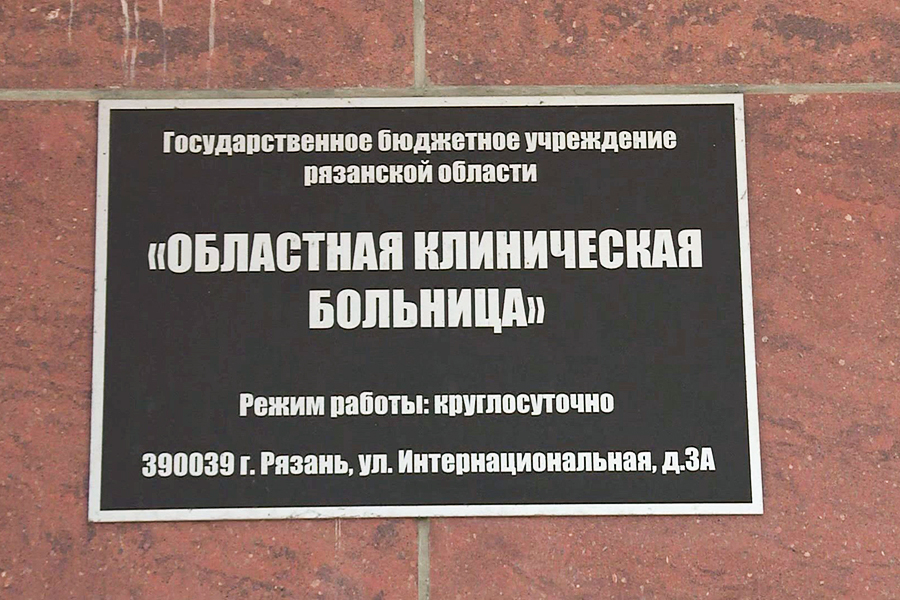 Государственное бюджетное учреждение
рязанской области
«ОБЛАСТНАЯ КЛИНИЧЕСКАЯ
БОЛЬНИЦА»
Режим работы: круглосуточно
390039 г. Рязань, ул. Интернациональная, д.3А